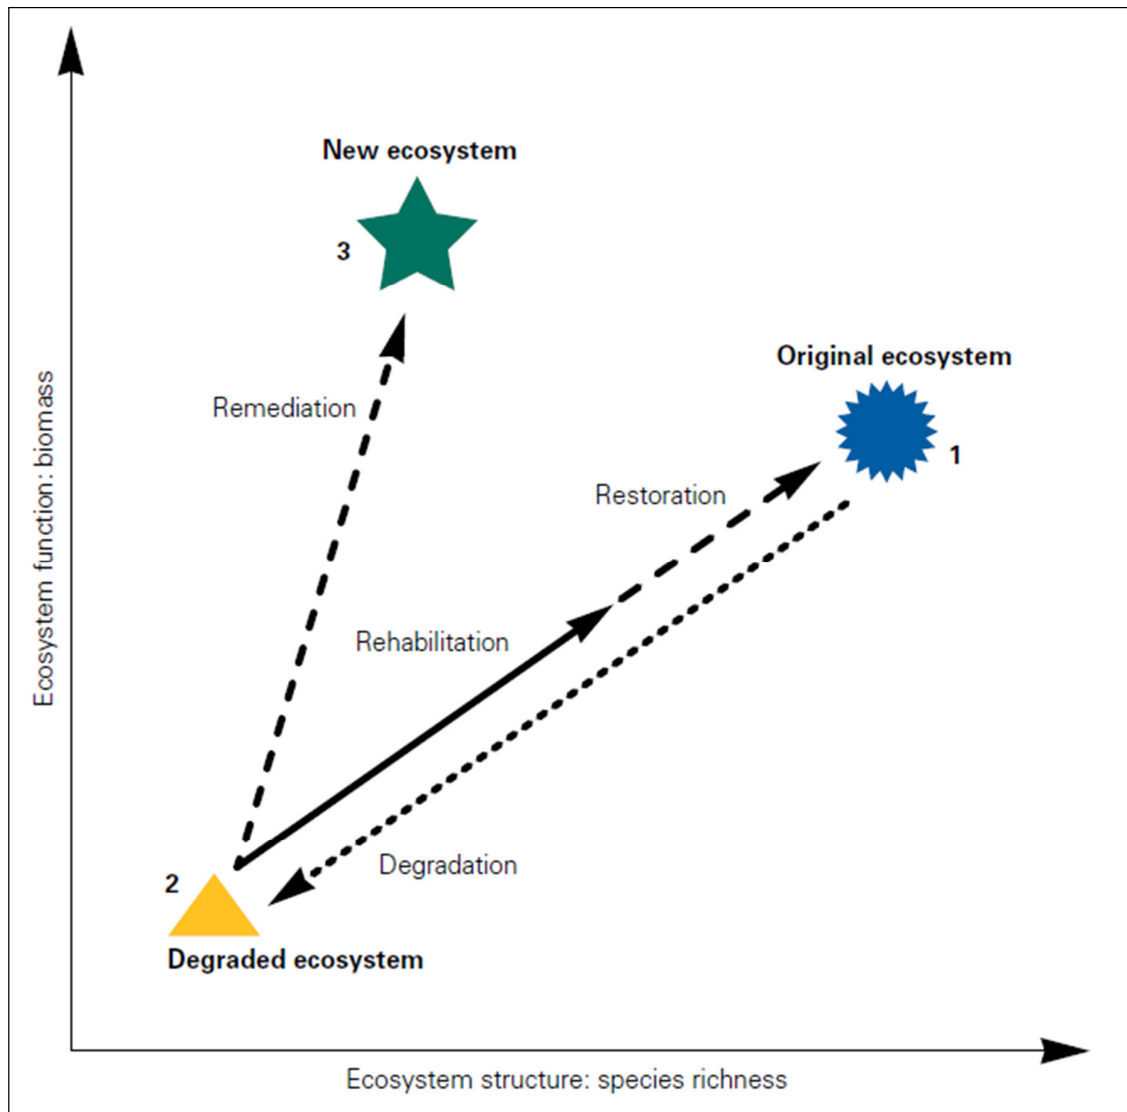 New ecosystem
3
Original ecosystem
1
Remediation
Restoration
Rehabilitation
Degradation
2
Degraded ecosystem
Ecosystem function: biomass
Ecosystem structure: species richness